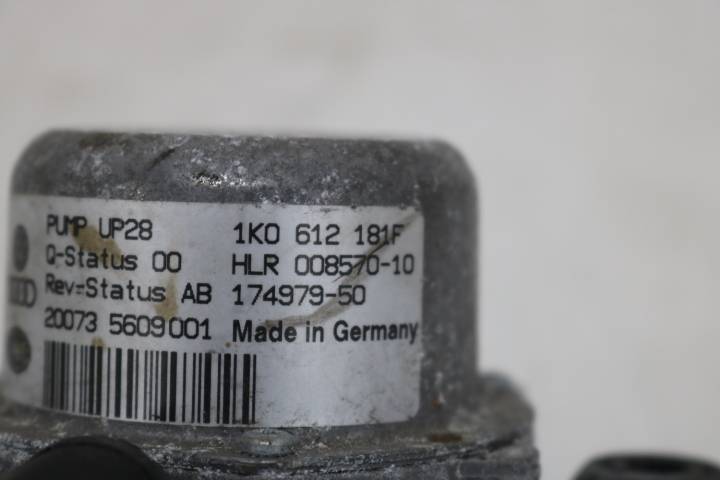 PUMP UP28 1K0 612 181F
Q-Status 00 HLR 008570-10
Rev-Status AB 174979-50
20073 5609001 Made in Germany